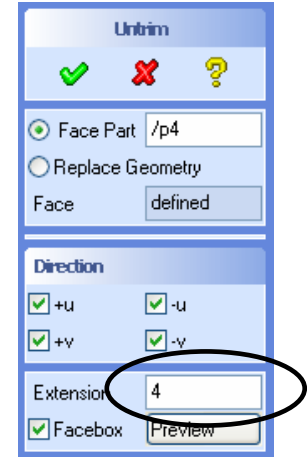 Untrim
Face Part /p4
Replace Geometry
Face defined
Direction
+u -u
+v -v
Extension 4
Facebox Preview